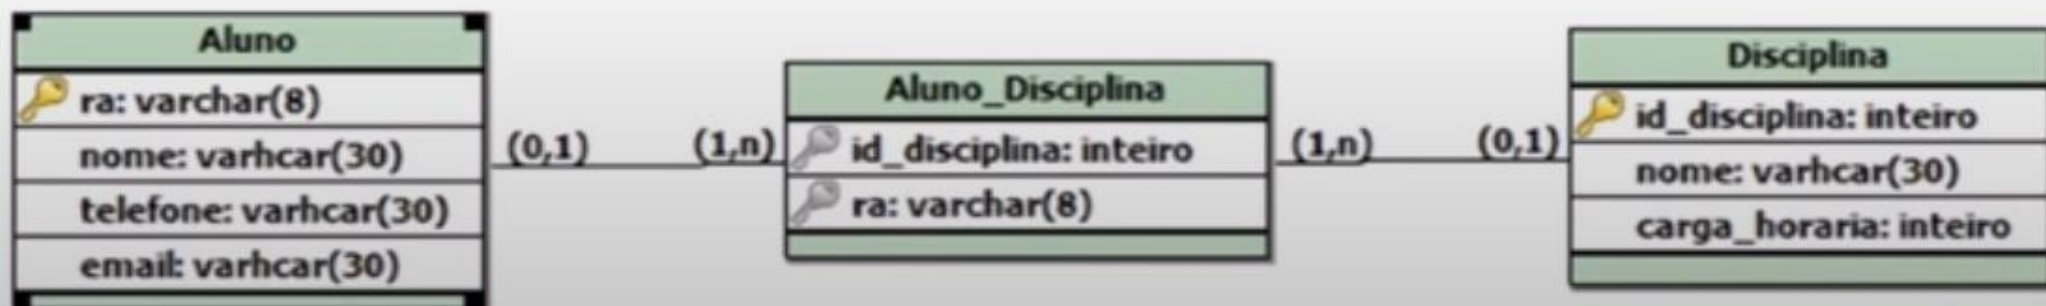 Aluno
ra: varchar(8)
nome: varhcar(30)
telefone: varhcar(30)
email: varhcar(30)
(0,1)
(1,n)
Aluno_Disciplina
id_disciplina: inteiro
ra: varchar(8)
(1,n)
(0,1)
Disciplina
id_disciplina: inteiro
nome: varhcar(30)
carga_horaria: inteiro